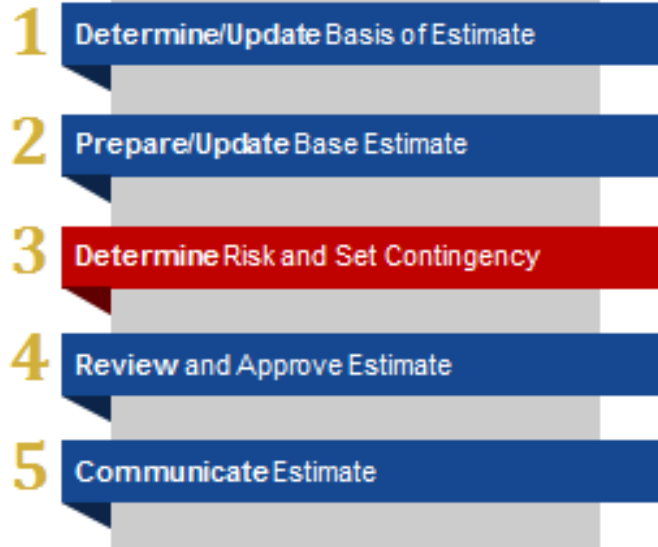 1 Determine/Update Basis of Estimate
2 Prepare/Update Base Estimate
3 Determine Risk and Set Contingency
4 Review and Approve Estimate
5 Communicate Estimate